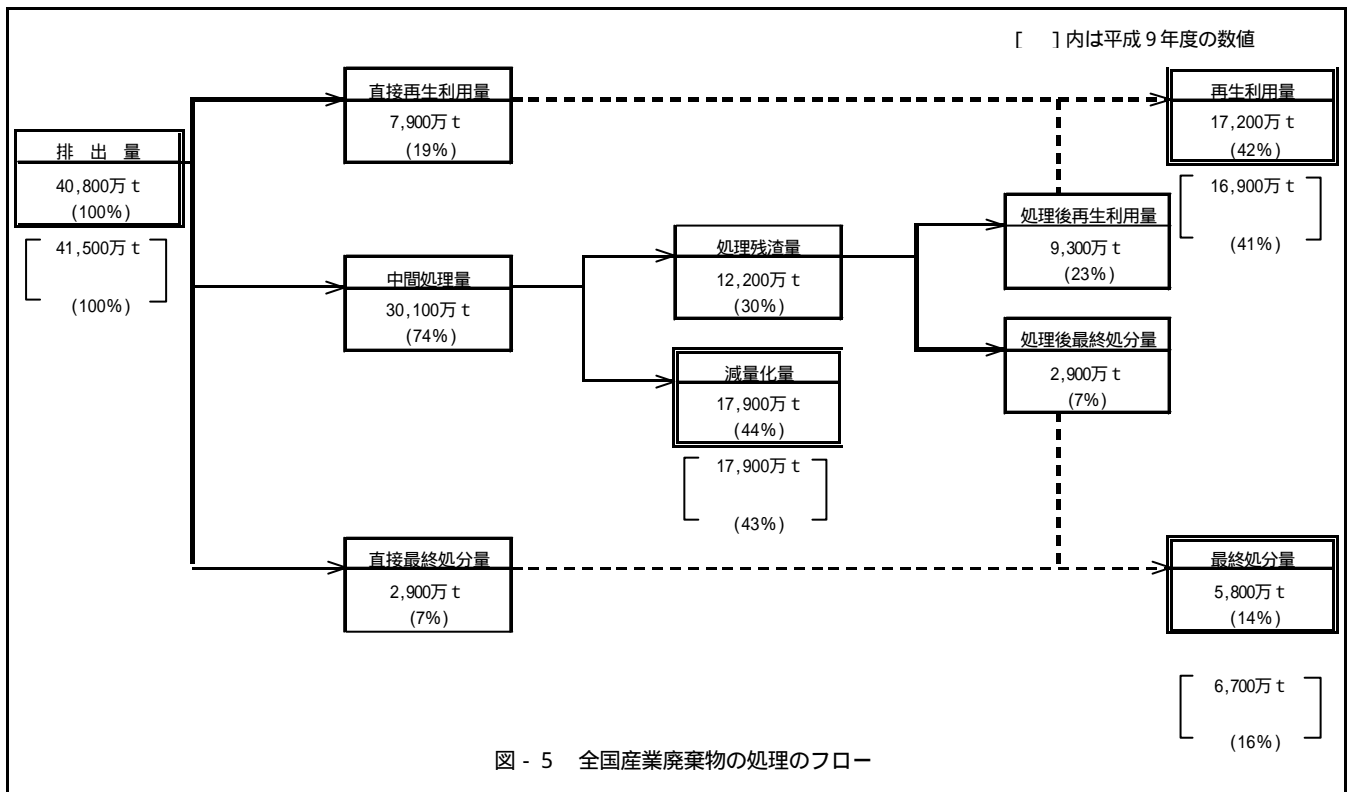 [　]内は平成9年度の数値
排 出 量
40,800万t
(100%)
41,500万t
(100%)
直接再生利用量
7,900万t
(19%)
中間処理量
30,100万t
(74%)
直接最終処分量
2,900万t
(7%)
処理残渣量
12,200万t
(30%)
減量化量
17,900万t
(44%)
17,900万t
(43%)
処理後再生利用量
9,300万t
(23%)
処理後最終処分量
2,900万t
(7%)
再生利用量
17,200万t
(42%)
16,900万t
(41%)
最終処分量
5,800万t
(14%)
6,700万t
(16%)
図-5 全国産業廃棄物の処理のフロー